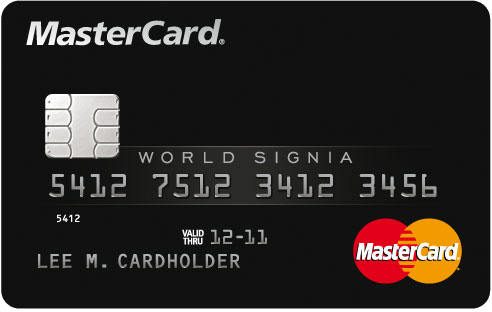 MasterCard®
WORLD SIGNIA
5412 7512 3412 3456
5412
VALID THRU 12-11
LEE M. CARDHOLDER
MasterCard